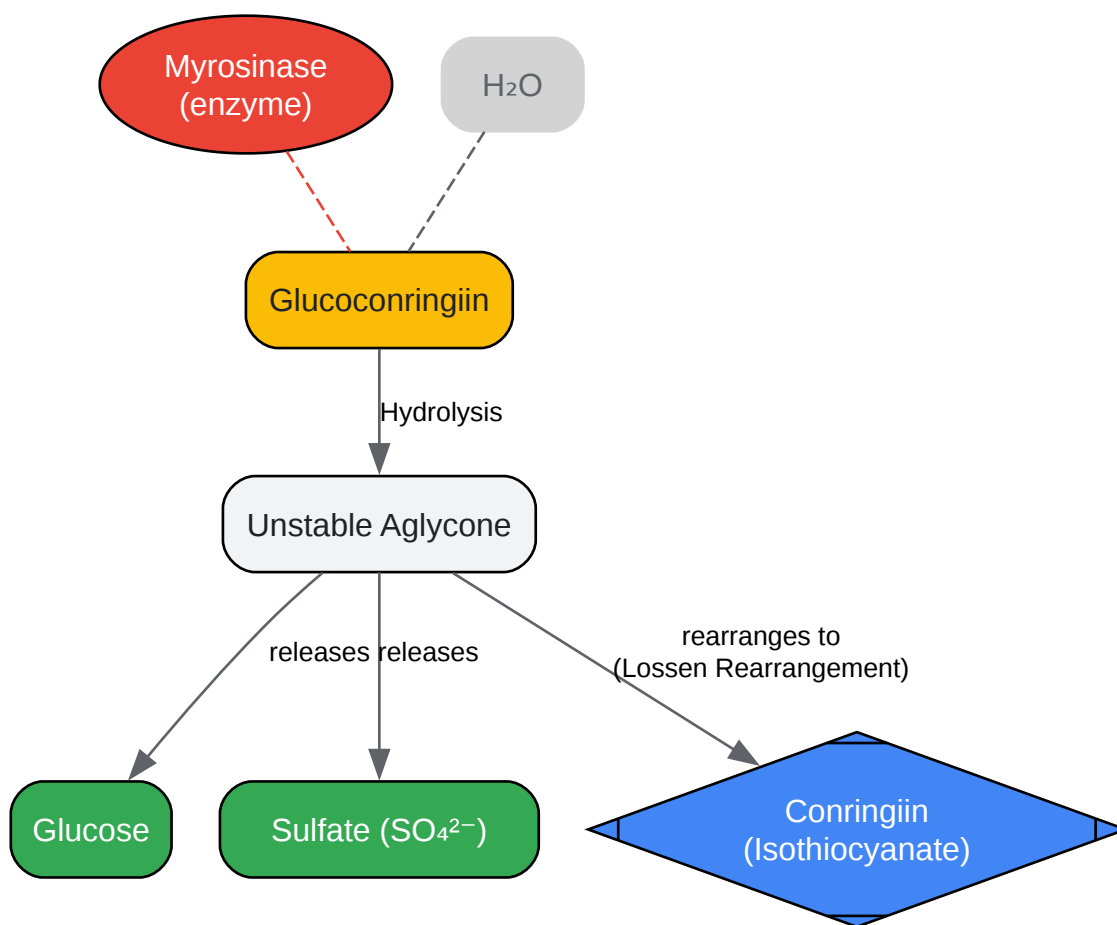 Myrosinase
(enzyme)
H₂O
Glucoconringiin
Hydrolysis
Unstable Aglycone
releases
releases
rearranges to
(Lossen Rearrangement)
Glucose
Sulfate (SO₄²⁻)
Conringiin
(Isothiocyanate)